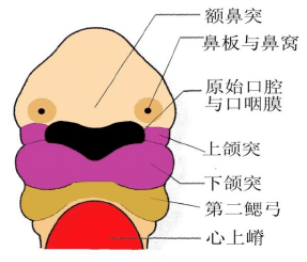 额鼻突
鼻板与鼻窝
原始口腔
与口咽膜
上颌突
下颌突
第二鳃弓
心上嵴